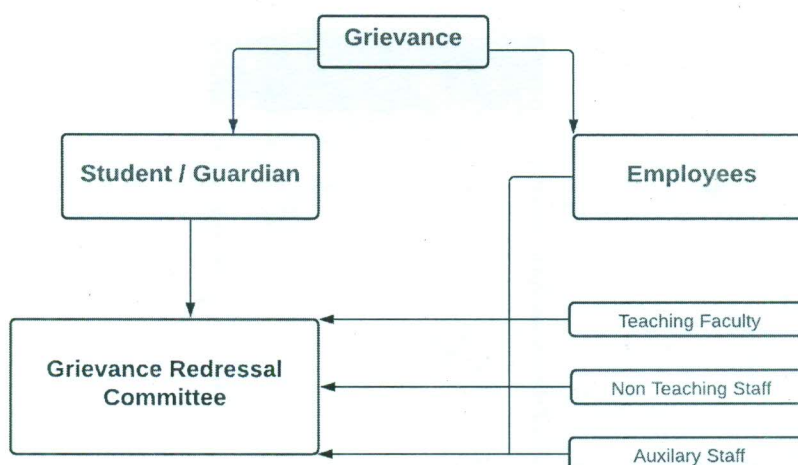 Grievance
Student / Guardian
Employees
Teaching Faculty
Grievance Redressal
Committee
Non Teaching Staff
Auxilary Staff